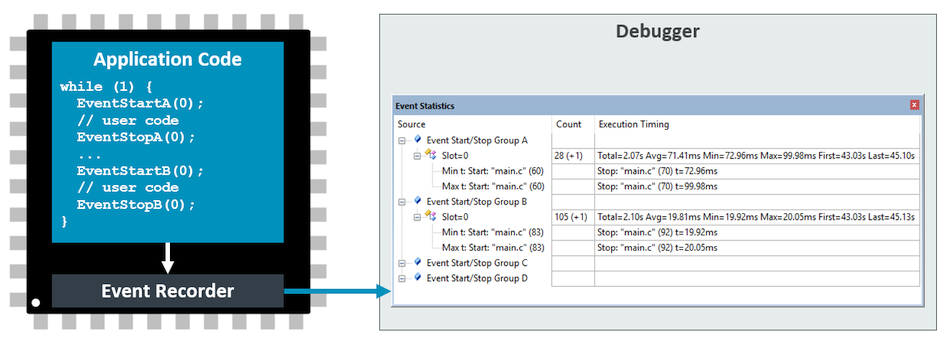 Application Code
while (1) {
EventStartA(0);
// user code
EventStopA(0);
...
EventStartB(0);
// user code
EventStopB(0);
}
Event Recorder
Debugger
Event Statistics
Source Count Execution Timing
Event Start/Stop Group A
Slot=0 28 (+1) Total=2.07s Avg=71.41ms Min=72.96ms Max=99.98ms First=43.03s Last=45.10s
Min t: Start: "main.c" (60) Stop: "main.c" (70) t=72.96ms
Max t: Start: "main.c" (60) Stop: "main.c" (70) t=99.98ms
Event Start/Stop Group B
Slot=0 105 (+1) Total=2.10s Avg=19.81ms Min=19.92ms Max=20.05ms First=43.03s Last=45.13s
Min t: Start: "main.c" (83) Stop: "main.c" (92) t=19.92ms
Max t: Start: "main.c" (83) Stop: "main.c" (92) t=20.05ms
Event Start/Stop Group C
Event Start/Stop Group D